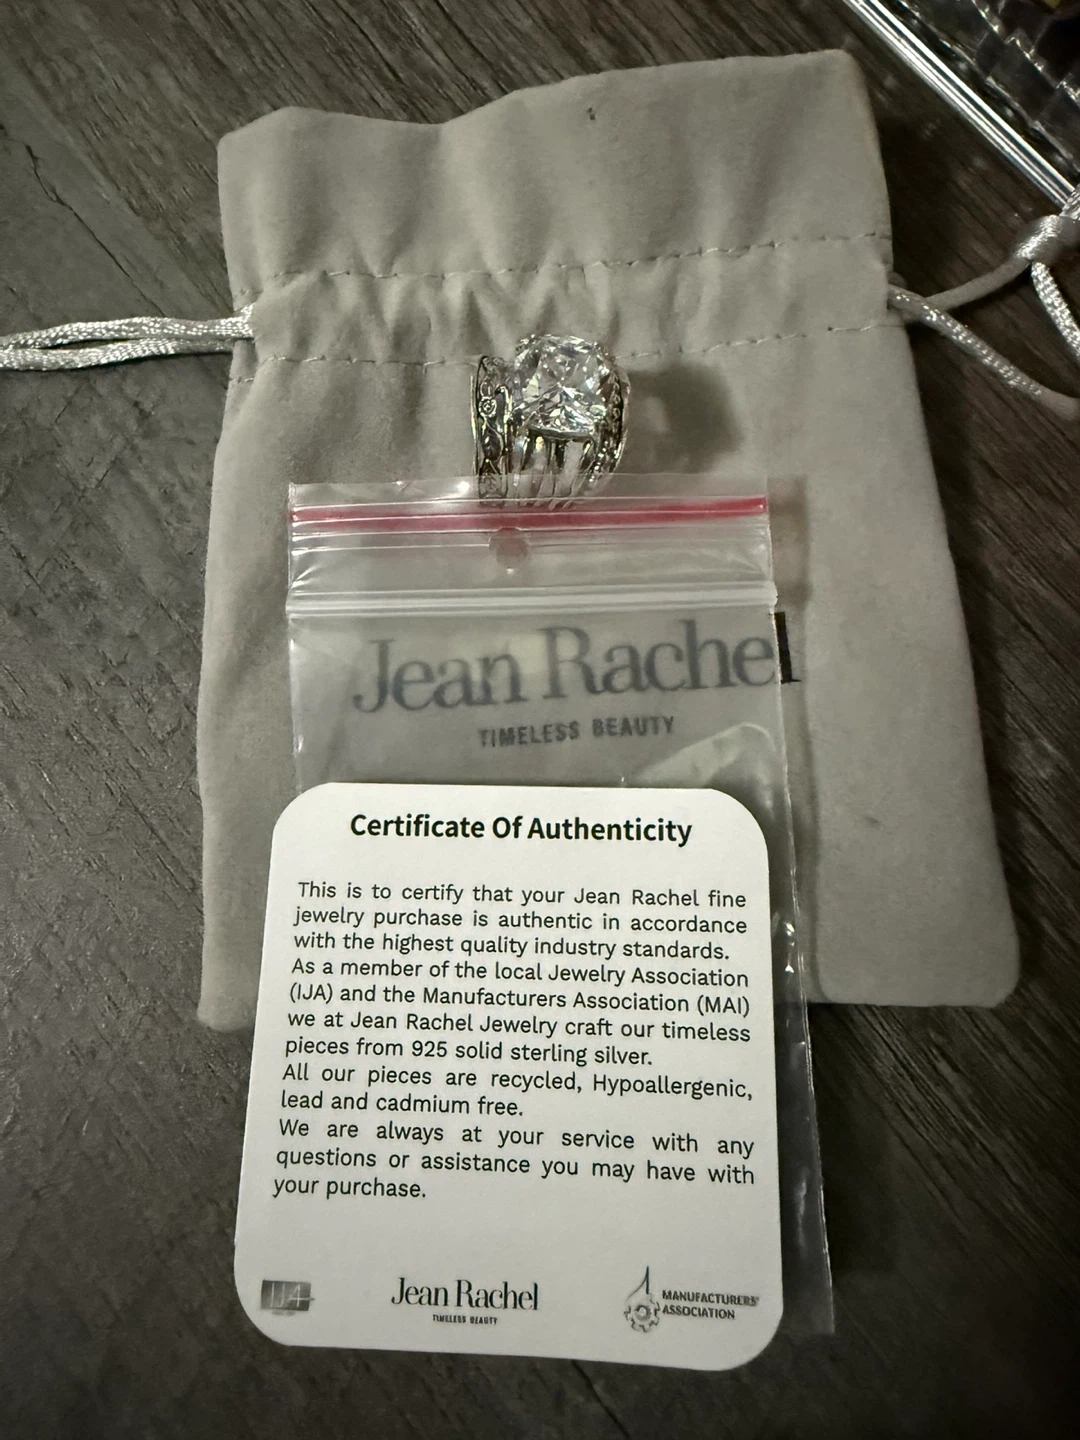 Jean Rachel
TIMELESS BEAUTY
Certificate Of Authenticity
This is to certify that your Jean Rachel fine
jewelry purchase is authentic in accordance
with the highest quality industry standards.
As a member of the local Jewelry Association
(IJA) and the Manufacturers Association (MAI)
we at Jean Rachel Jewelry craft our timeless
pieces from 925 solid sterling silver.
All our pieces are recycled, Hypoallergenic,
lead and cadmium free.
We are always at your service with any
questions or assistance you may have with
your purchase.
IJA
Jean Rachel
TIMELESS BEAUTY
MANUFACTURERS'
ASSOCIATION